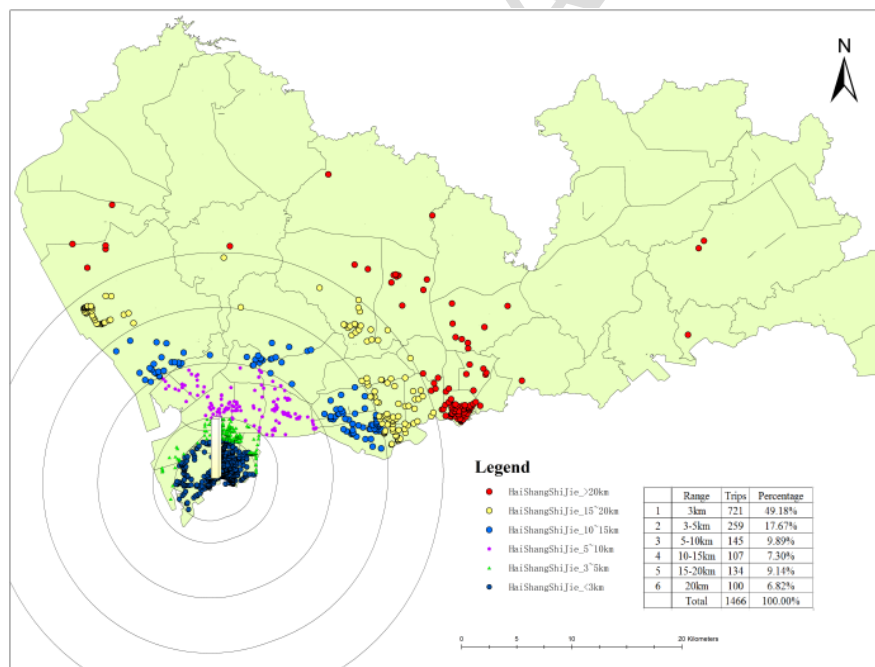 N
Legend
HaiShangShiJie_>20km
HaiShangShiJie_15~20km
HaiShangShiJie_10~15km
HaiShangShiJie_5~10km
HaiShangShiJie_3~5km
HaiShangShiJie_<3km
Range Trips Percentage
1 3km 721 49.18%
2 3-5km 259 17.67%
3 5-10km 145 9.89%
4 10-15km 107 7.30%
5 15-20km 134 9.14%
6 20km 100 6.82%
Total 1466 100.00%
0 5 10 20 Kilometers